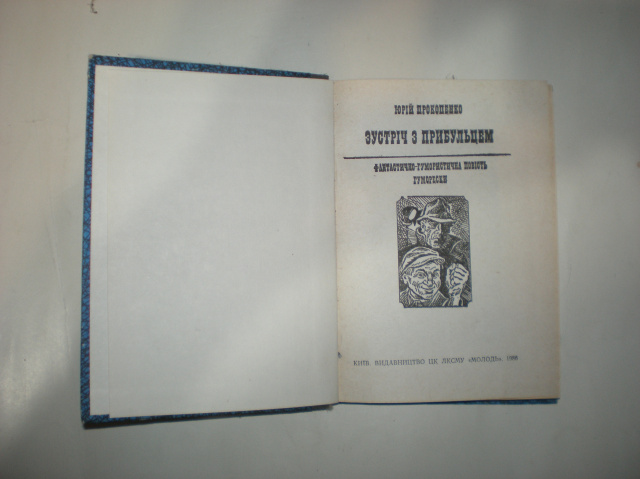 ЮРІЙ ПРОКОПЕНКО
ЗУСТРІЧ З ПРИБУЛЬЦЕМ
ФАНТАСТИЧНО-ГУМОРИСТИЧНА ПОВІСТЬ
ГУМОРЕСКИ
КИЇВ. ВИДАВНИЦТВО ЦК ЛКСМУ «МОЛОДЬ».